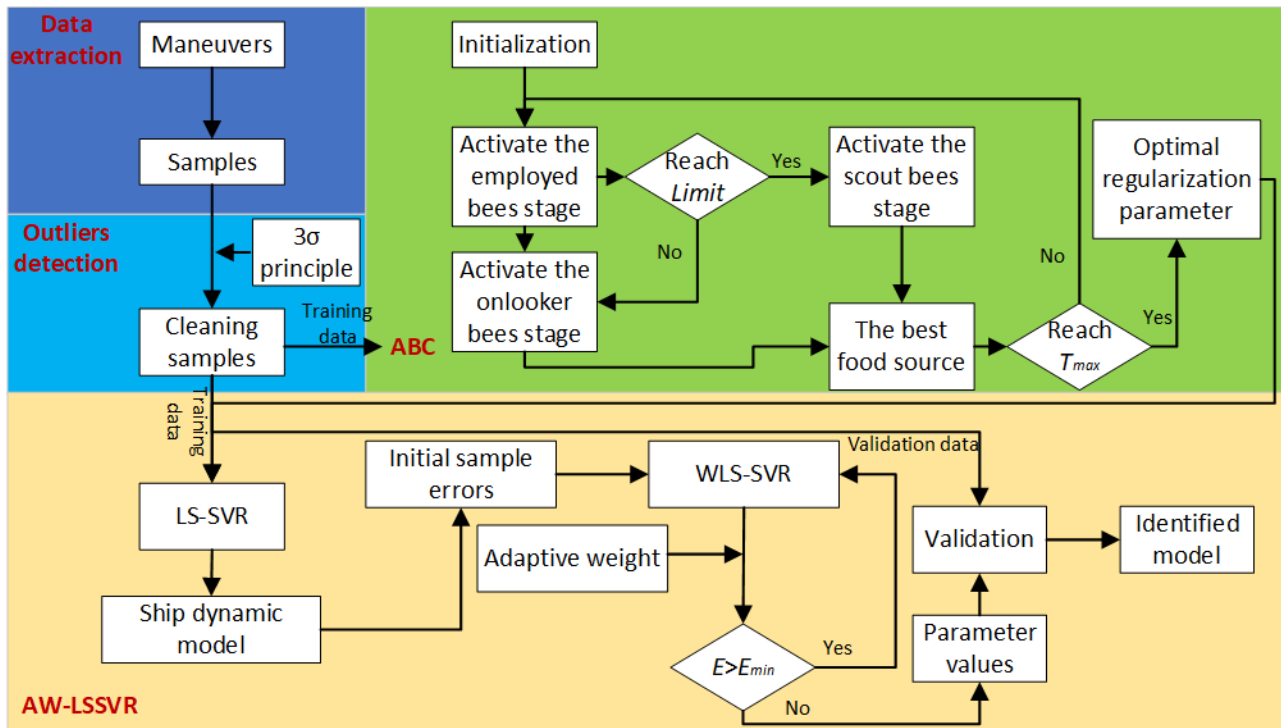 Data
extraction
Maneuvers
Samples
Outliers
detection
3σ
principle
Cleaning
samples
Training
data
ABC
Initialization
Activate the
employed
bees stage
Reach
Limit
Yes
No
Activate the
scout bees
stage
Activate the
onlooker
bees stage
The best
food source
Reach
Tmax
No
Yes
Optimal
regularization
parameter
Training
data
Validation data
LS-SVR
Ship dynamic
model
Initial sample
errors
WLS-SVR
Adaptive weight
E>Emin
Yes
No
Parameter
values
Validation
Identified
model
AW-LSSVR